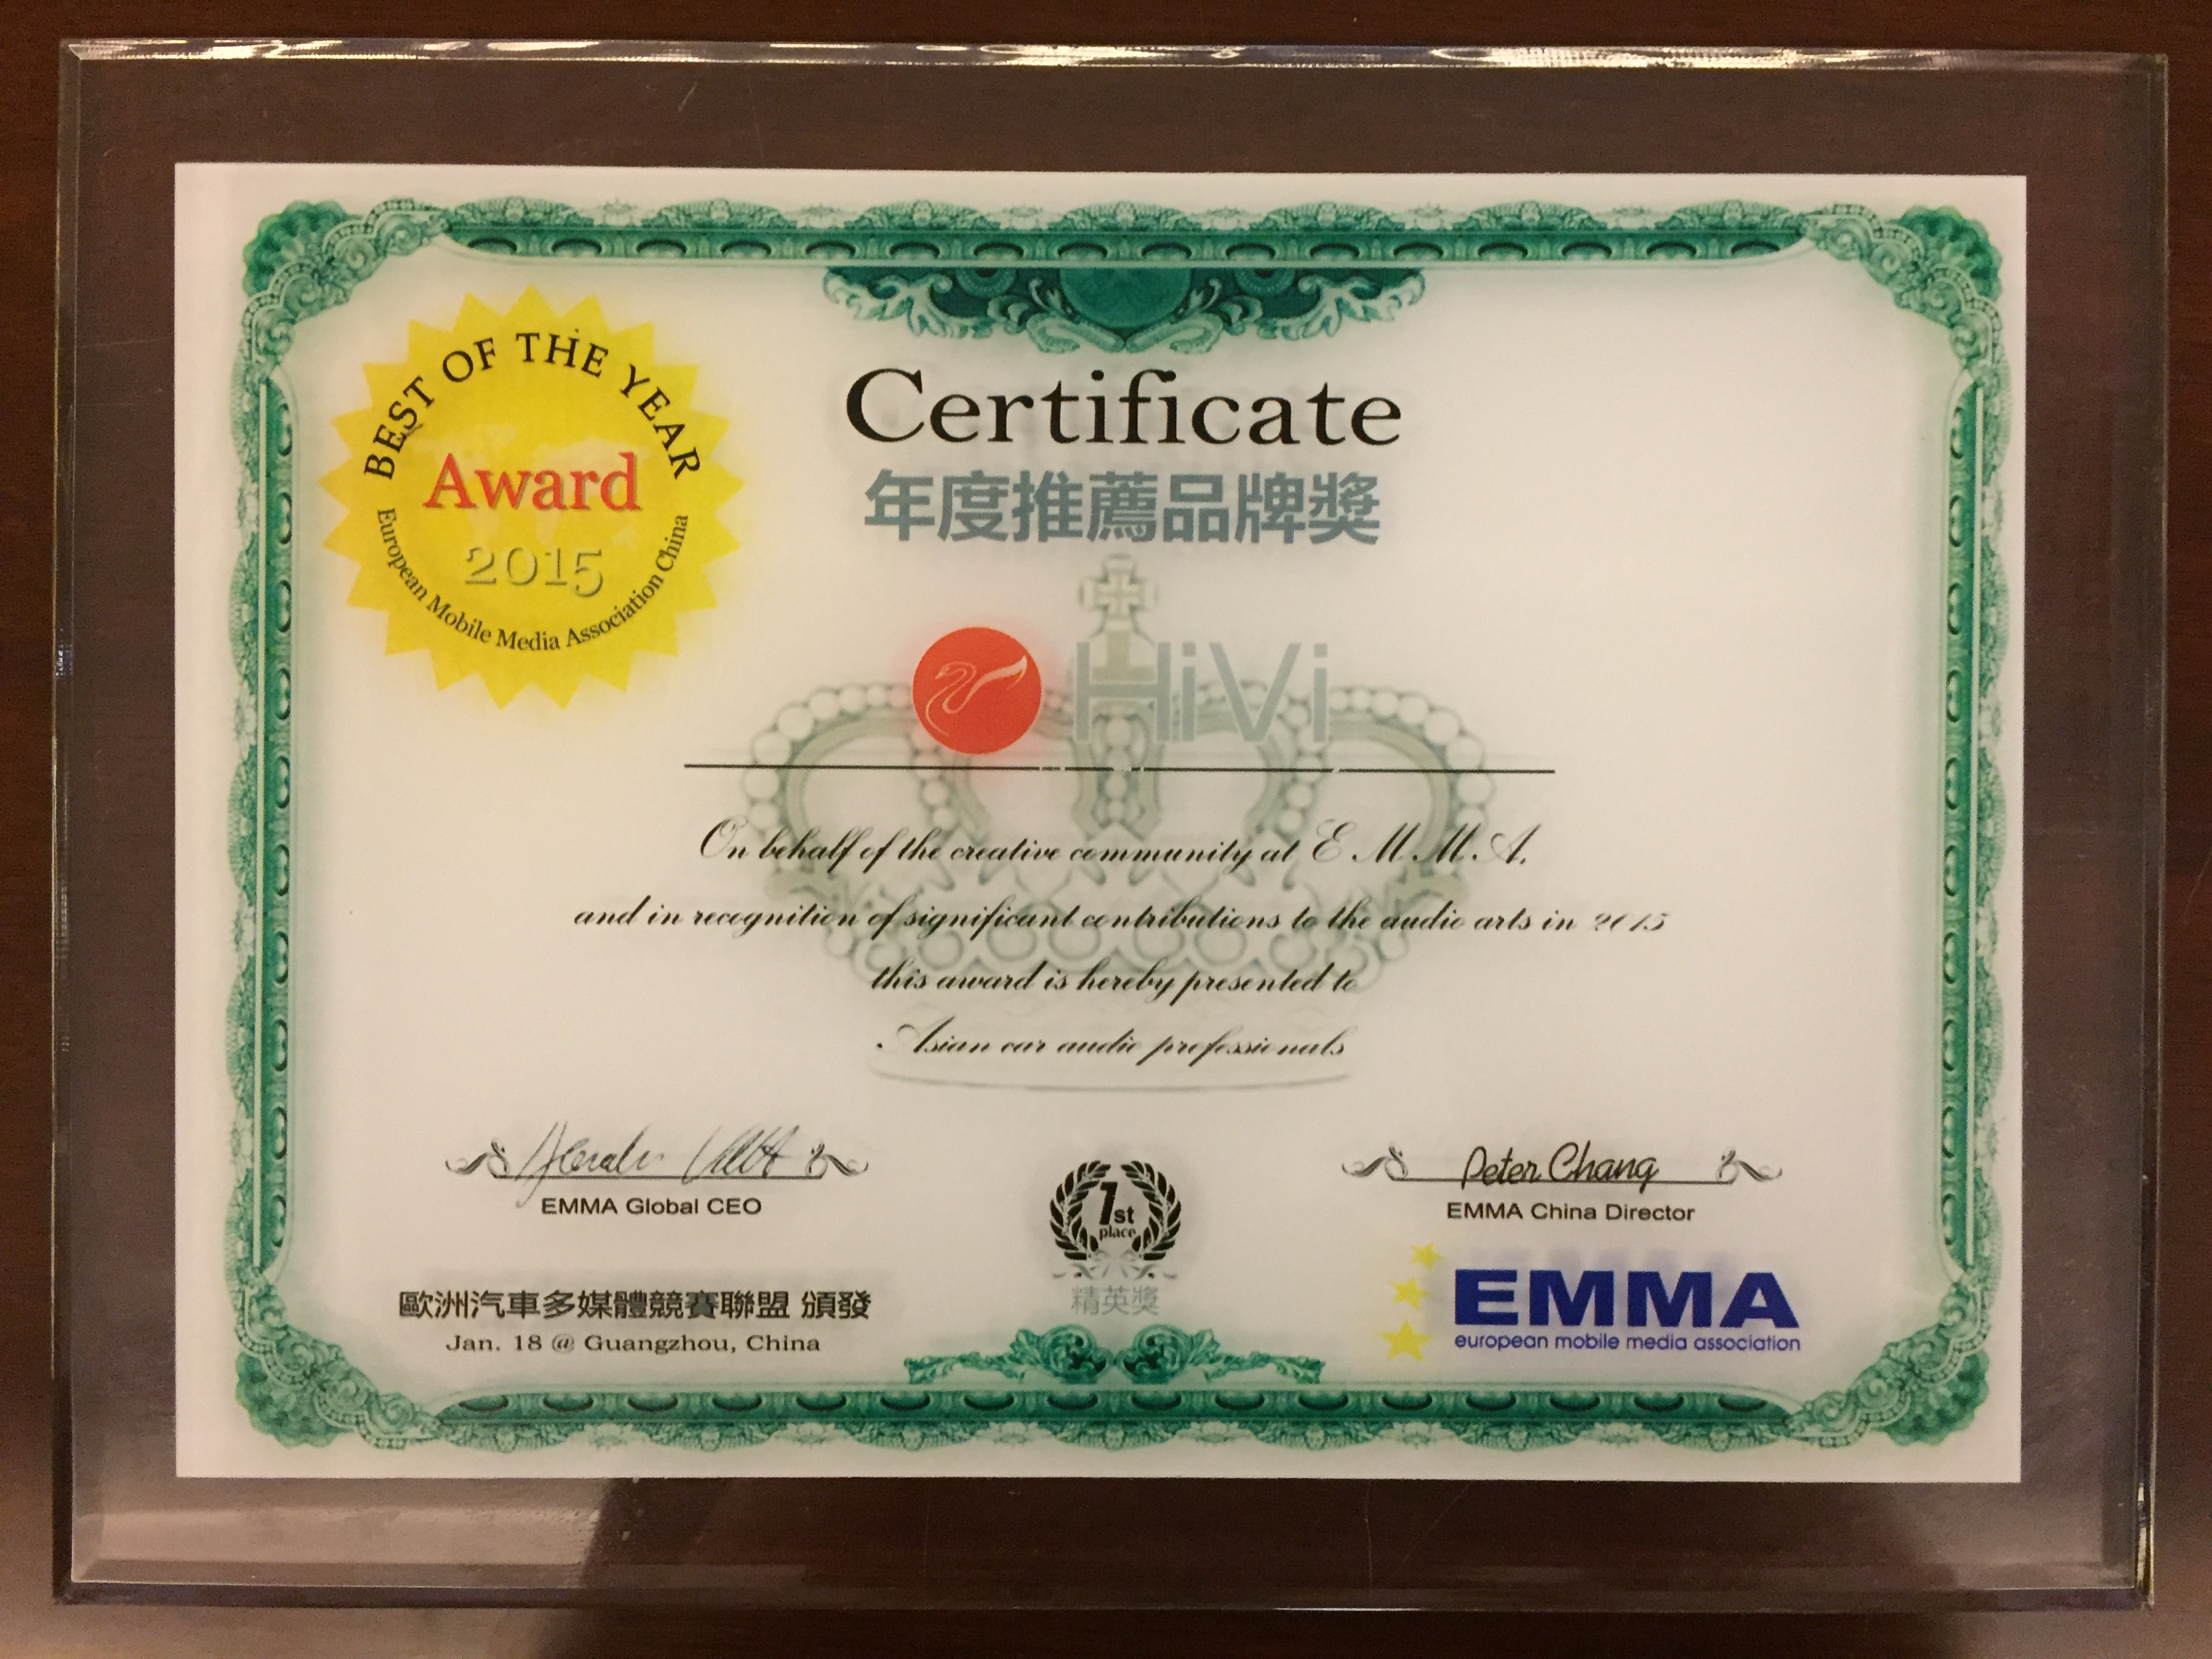 BEST OF THE YEAR
Award
2015
European Mobile Media Association China
Certificate
年度推薦品牌獎
HiVi
On behalf of the creative community at E.M.M.A.
and in recognition of significant contributions to the audio arts in 2015
this award is hereby presented to
Asian car audio professionals
EMMA Global CEO
Peter Chang
EMMA China Director
1st
place
精英獎
歐洲汽車多媒體競賽聯盟 頒發
Jan. 18 @ Guangzhou, China
EMMA
european mobile media association